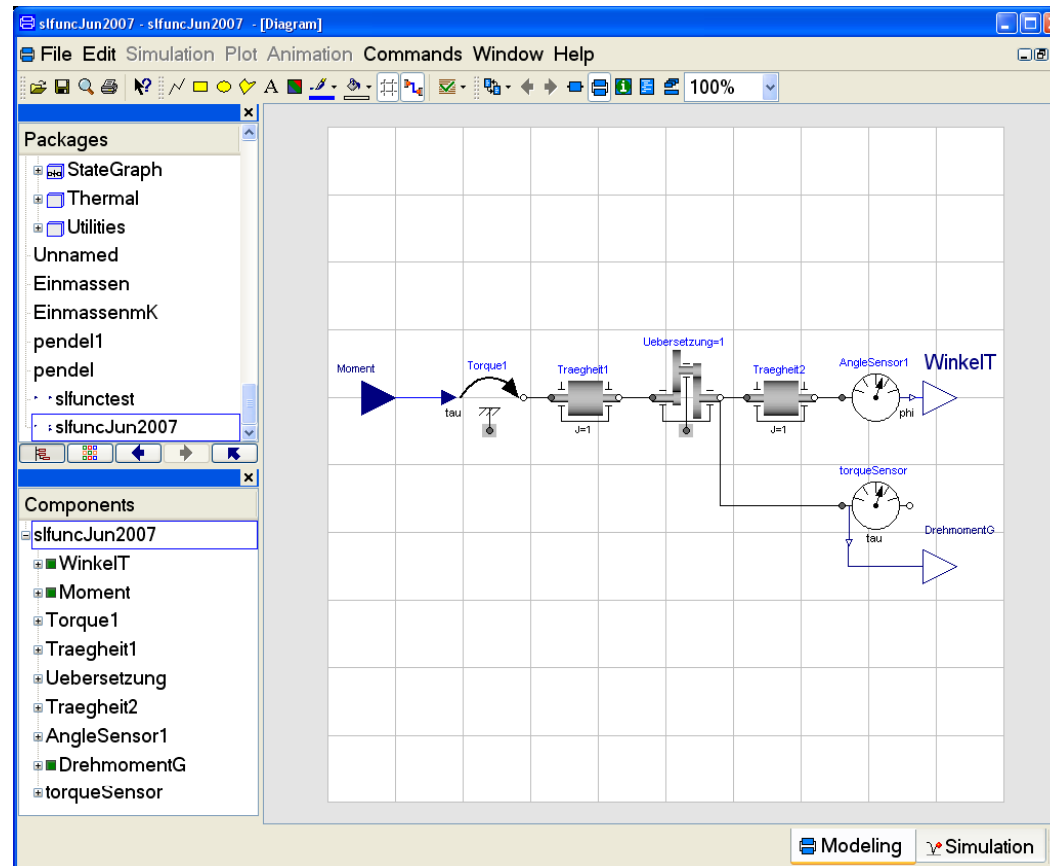 slfuncJun2007 - slfuncJun2007 - [Diagram]
File Edit Simulation Plot Animation Commands Window Help
A
100%
Packages
StateGraph
Thermal
Utilities
Unnamed
Einmassen
EinmassenmK
pendel1
pendel
slfunctest
slfuncJun2007
Components
slfuncJun2007
WinkelT
Moment
Torque1
Traegheit1
Uebersetzung
Traegheit2
AngleSensor1
DrehmomentG
torqueSensor
Uebersetzung=1
Moment
Torque1
Traegheit1
Traegheit2
AngleSensor1
WinkelT
tau
J=1
J=1
phi
torqueSensor
tau
DrehmomentG
Modeling
Simulation